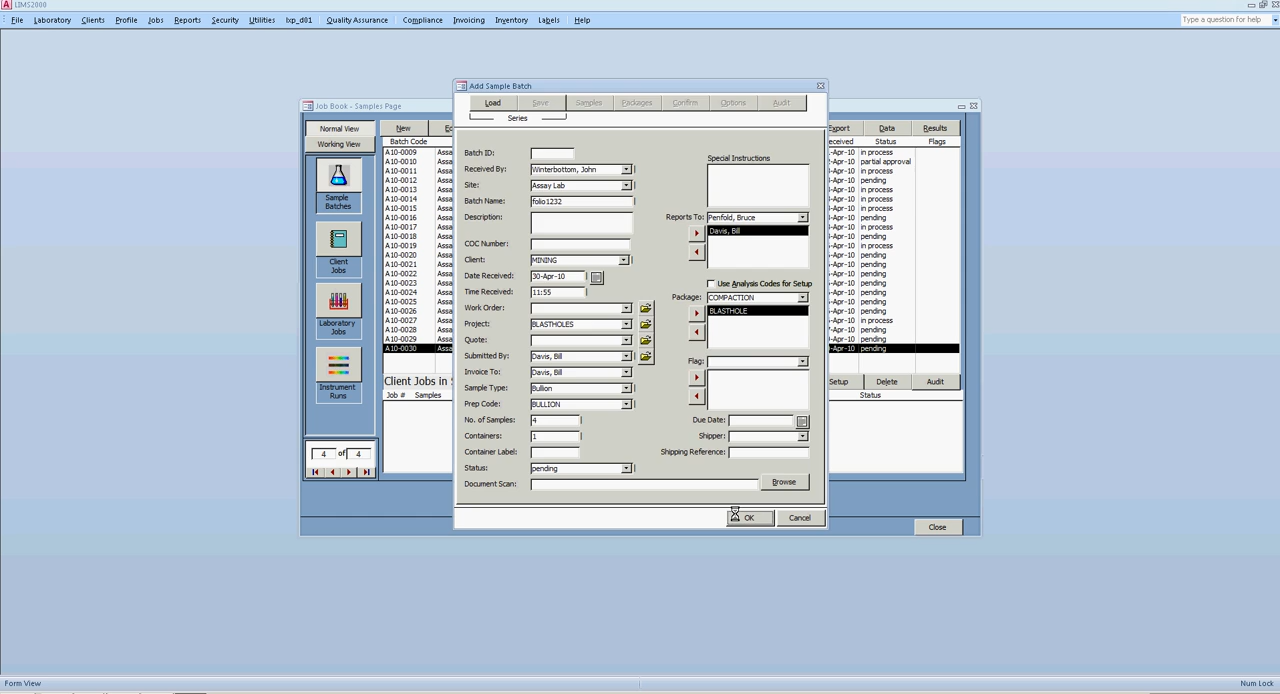 LIMS2008
File Laboratory Clients Profile Jobs Reports Security Utilities lxp_d01 Quality Assurance Compliance Invoicing Inventory Labels Help
Type a question for help
Job Book - Samples Page
Normal View
Working View
Sample
Batches
Client
Jobs
Laboratory
Jobs
Instrument
Runs
4 of 4
New
Batch Code
A10-0009
A10-0010
A10-0011
A10-0012
A10-0013
A10-0014
A10-0015
A10-0016
A10-0017
A10-0018
A10-0019
A10-0020
A10-0021
A10-0022
A10-0023
A10-0024
A10-0025
A10-0026
A10-0027
A10-0028
A10-0029
A10-0030
Client Jobs in S
Job # Samples
Add Sample Batch
Load Save Samples Packages Confirm Options Audit
Series
Batch ID:
Received By: Winterbottom, John
Site: Assay Lab
Batch Name: folio1232
Description:
COC Number:
Client: MINING
Date Received: 30-Apr-10
Time Received: 11:55
Work Order:
Project: BLASTHOLES
Quote:
Submitted By: Davis, Bill
Invoice To: Davis, Bill
Sample Type: Bullion
Prep Code: BULLION
No. of Samples: 4
Containers: 1
Container Label:
Status: pending
Document Scan: Browse
Special Instructions
Reports To: Penfold, Bruce
Davis, Bill
Use Analysis Codes for Setup
Package: COMPACTION
BLASTHOLE
Flag:
Due Date:
Shipper:
Shipping Reference:
OK Cancel
Export Data Results
Status Flags
in process
partial approval
in process
pending
in process
in process
in process
pending
pending
in process
pending
pending
pending
pending
pending
pending
pending
Setup Delete Audit
Status
Close
Form View
Num Lock